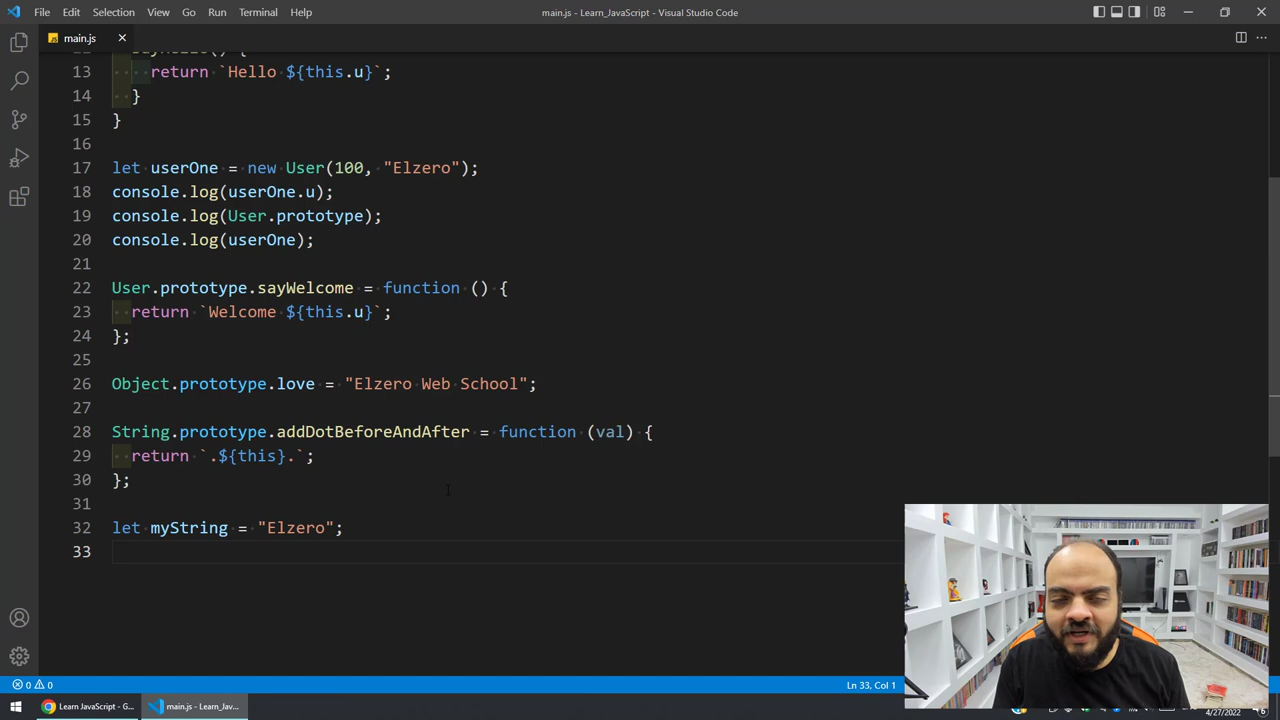 File Edit Selection View Go Run Terminal Help
main.js - Learn_JavaScript - Visual Studio Code
main.js
13 return `Hello ${this.u}`;
14 }
15 }
16
17 let userOne = new User(100, "Elzero");
18 console.log(userOne.u);
19 console.log(User.prototype);
20 console.log(userOne);
21
22 User.prototype.sayWelcome = function () {
23 return `Welcome ${this.u}`;
24 };
25
26 Object.prototype.love = "Elzero Web School";
27
28 String.prototype.addDotBeforeAndAfter = function (val) {
29 return `.${this}.`;
30 };
31
32 let myString = "Elzero";
33
0 0
Ln 33, Col 1
Learn JavaScript - G...
main.js - Learn_Jav...
4/27/2022